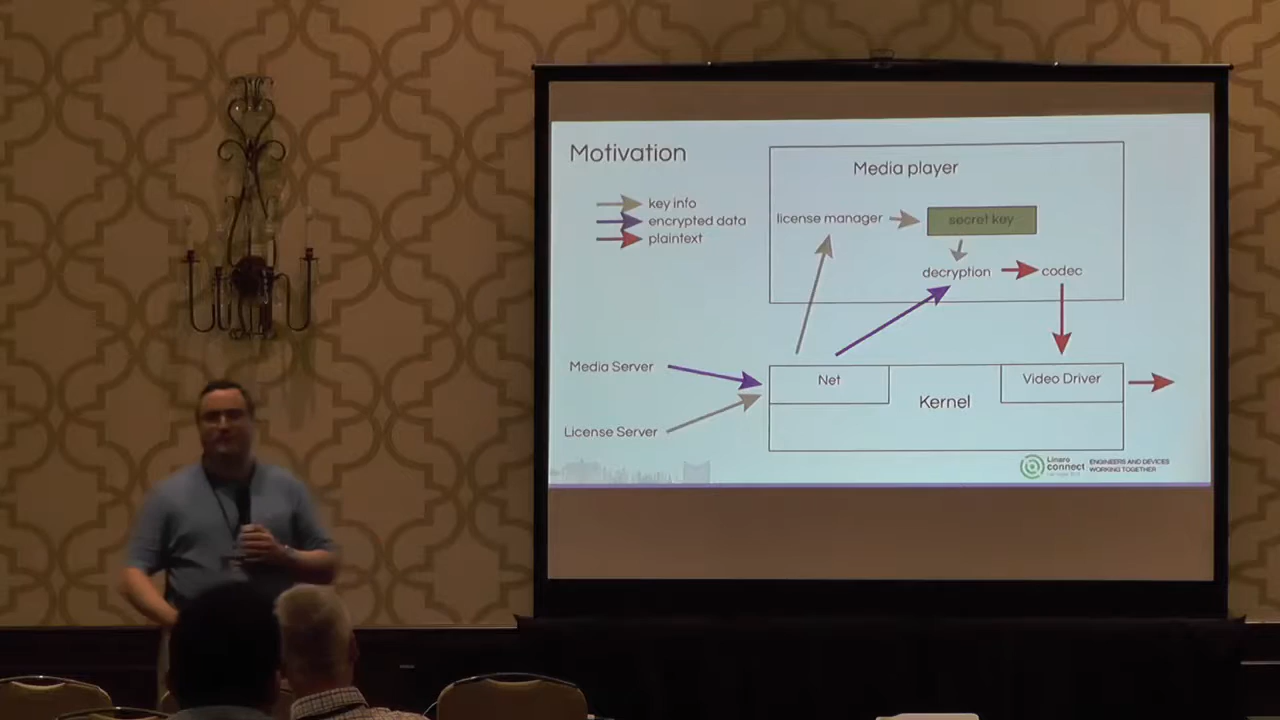 Motivation
key info
encrypted data
plaintext
Media player
license manager
secret key
decryption
codec
Media Server
License Server
Net
Kernel
Video Driver
Linaro
connect
ENGINEERS AND DEVICES
WORKING TOGETHER